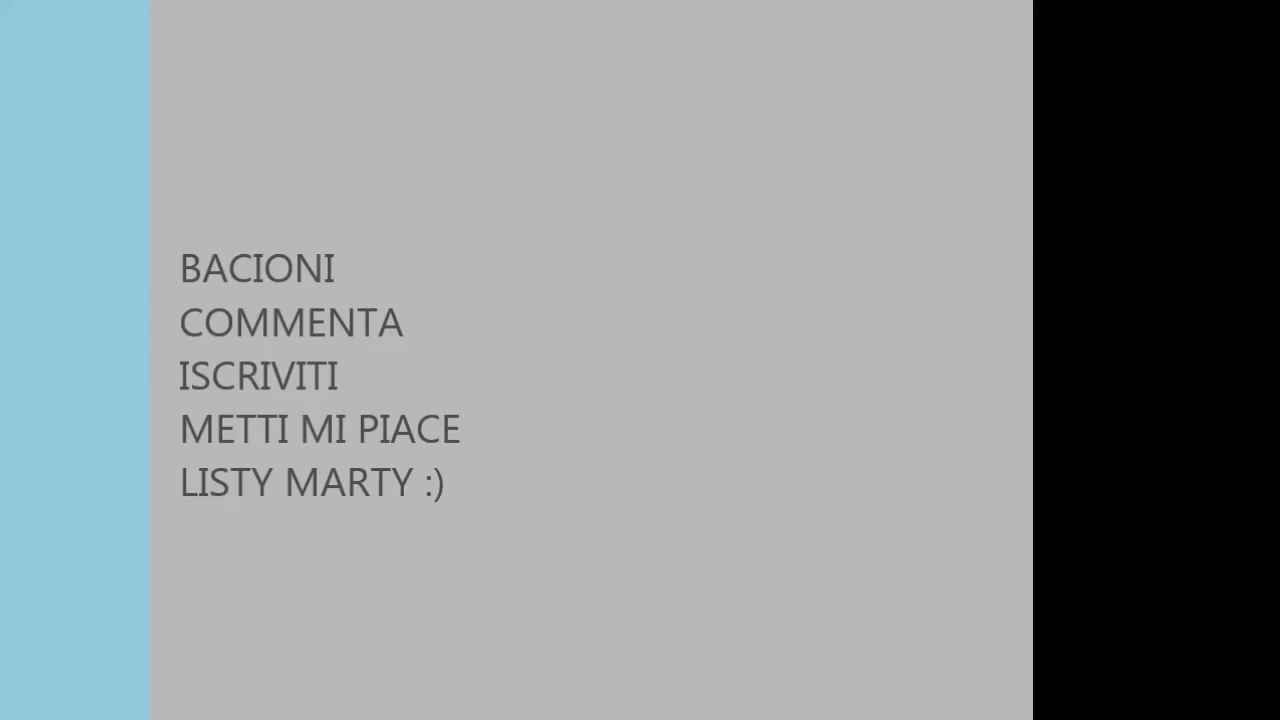 BACIONI
COMMENTA
ISCRIVITI
METTI MI PIACE
LISTY MARTY :)